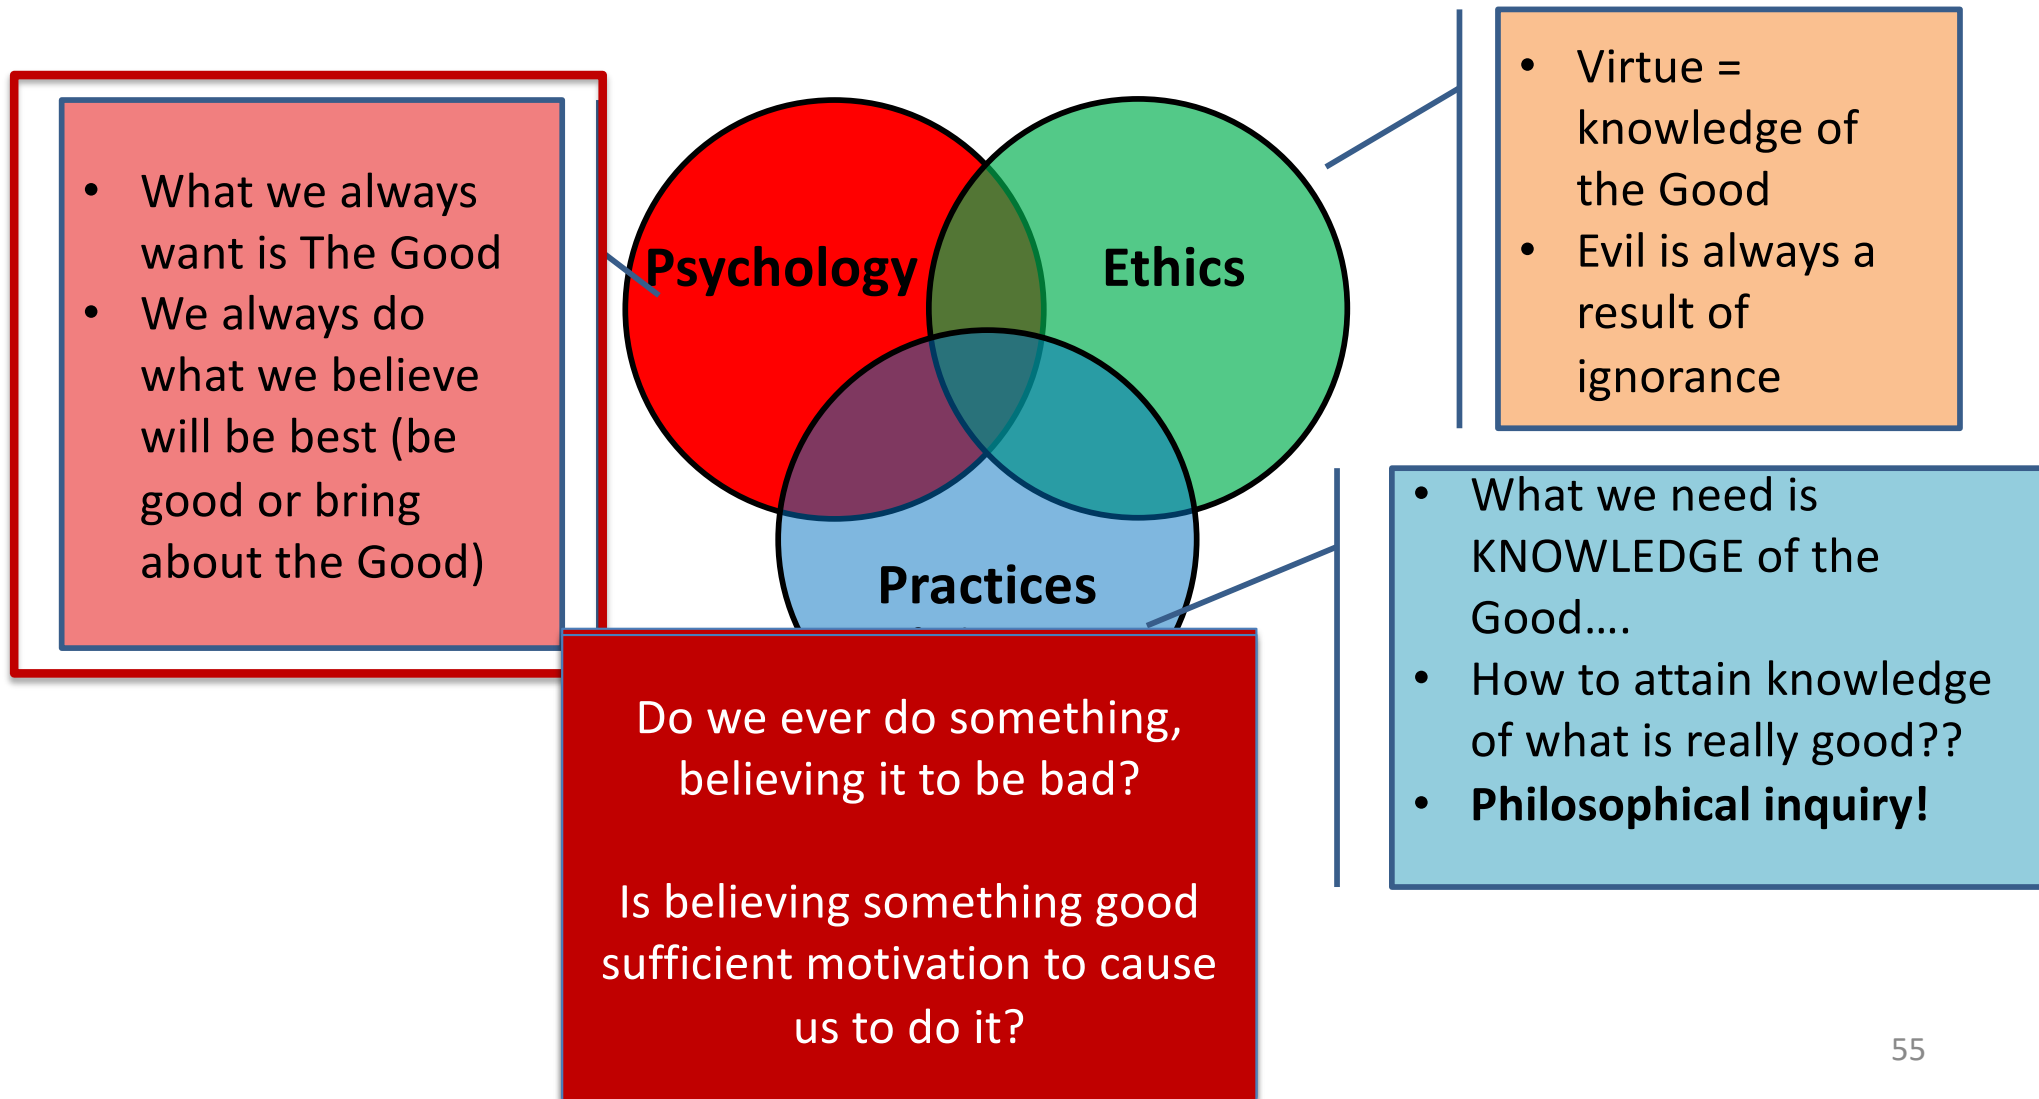 • What we always
want is The Good
• We always do
what we believe
will be best (be
good or bring
about the Good)
Psychology
Ethics
Practices
• Virtue =
knowledge of
the Good
• Evil is always a
result of
ignorance
• What we need is
KNOWLEDGE of the
Good....
• How to attain knowledge
of what is really good??
• Philosophical inquiry!
Do we ever do something,
believing it to be bad?
Is believing something good
sufficient motivation to cause
us to do it?
55